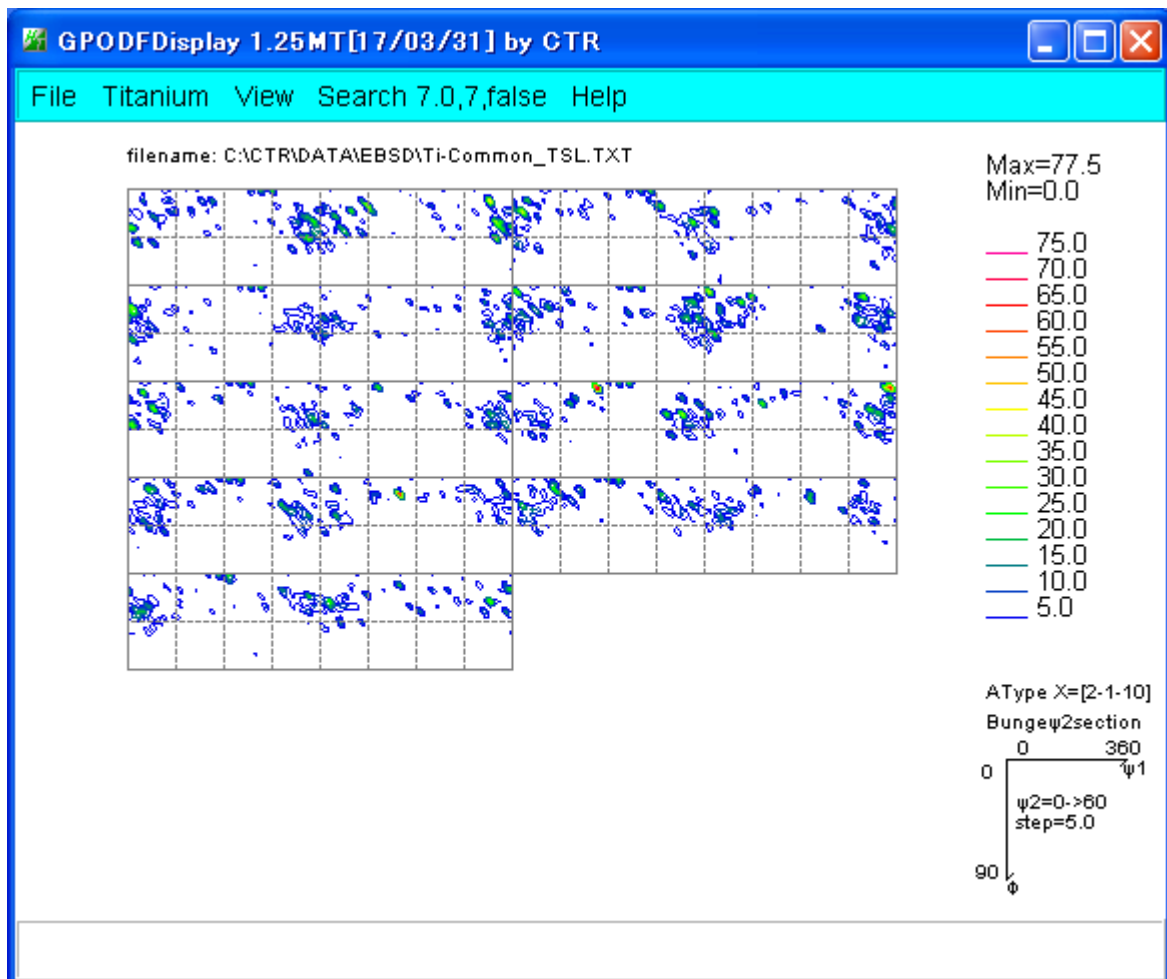 GPODFDisplay 1.25MT[17/03/31] by CTR
File Titanium View Search 7.0,7,false Help
filename: C:\CTR\DATA\EBSD\Ti-Common_TSL.TXT
Max=77.5
Min=0.0
75.0
70.0
65.0
60.0
55.0
50.0
45.0
40.0
35.0
30.0
25.0
20.0
15.0
10.0
5.0
AType X=[2-1-10]
Bungeψ2section
0 360
0 ψ1
ψ2=0->60
step=5.0
90
Φ